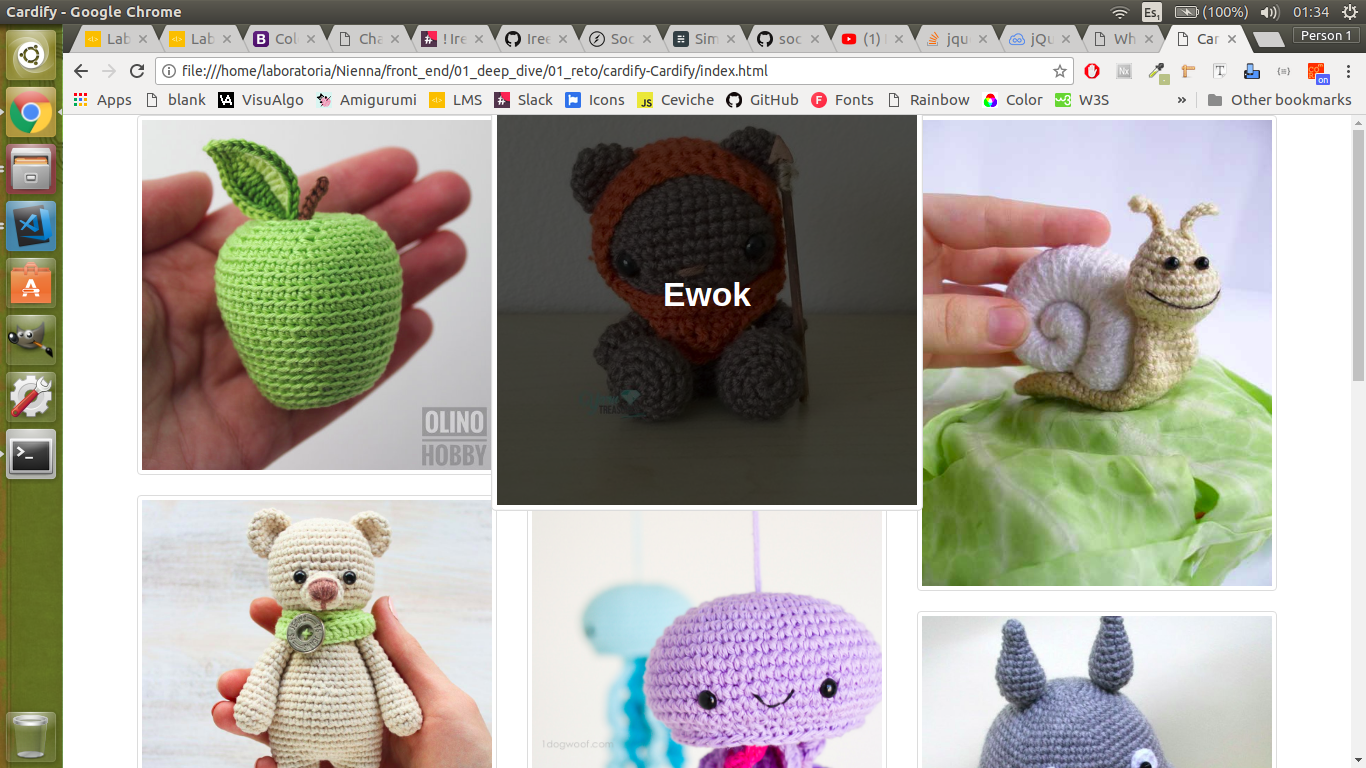 Cardify - Google Chrome
Es1
(100%)
01:34
Lab
Lab
Col
Cha
! Ire
Iree
Soc
Sim
soc
(1)
jqu
jQu
Wh
Car
Person 1
file:///home/laboratoria/Nienna/front_end/01_deep_dive/01_reto/cardify-Cardify/index.html
on
Apps
blank
VisuAlgo
Amigurumi
LMS
Slack
Icons
Ceviche
GitHub
Fonts
Rainbow
Color
W3S
»
Other bookmarks
Ewok
OLINO
HOBBY
1dogwoof.com